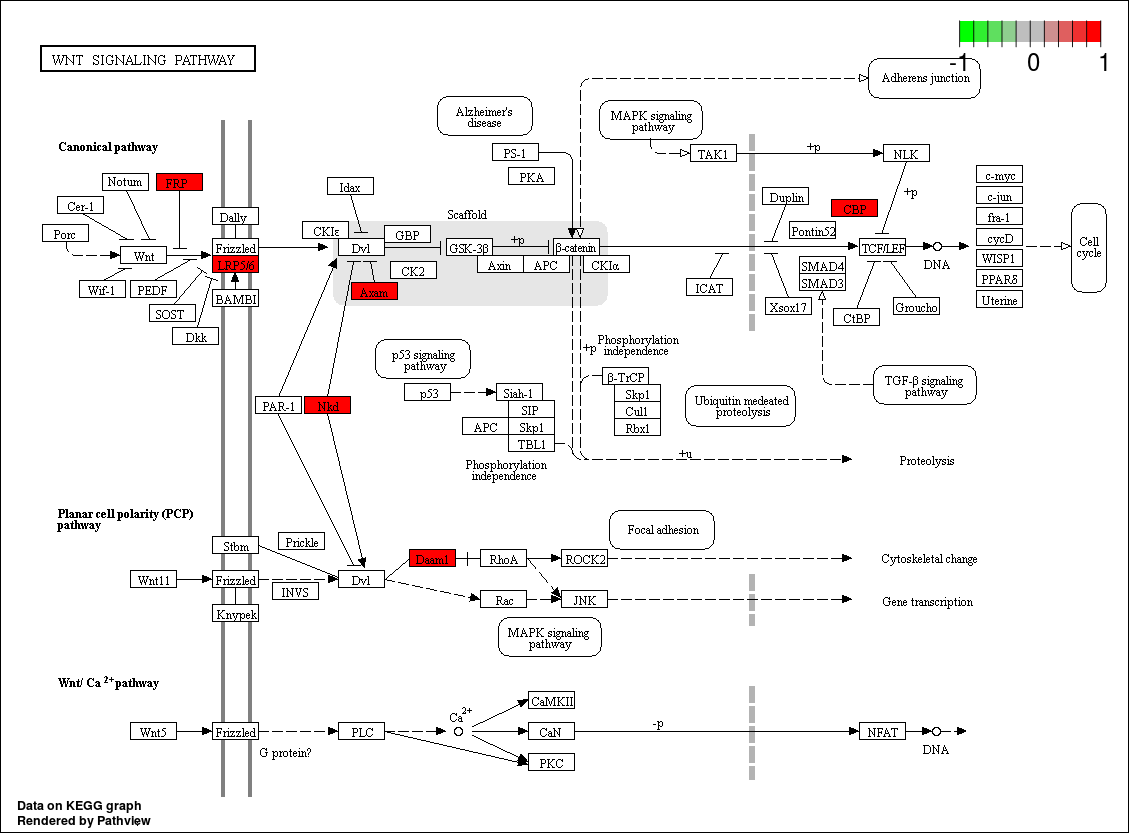 -1 0 1
WNT SIGNALING PATHWAY
Adherens junction
Alzheimer's
disease
MAPK signaling
pathway
Canonical pathway
PS-1
TAK1
+p
NLK
PKA
Notum
FRP
Idax
+p
Duplin
c-myc
Cer-1
c-jun
Dally
Scaffold
CBP
fra-1
Porc
CKIε
GBP
Pontin52
cycD
Wnt
Frizzled
Dvl
GSK-3β
+p
β-catenin
TCF/LEF
DNA
Cell
cycle
LRP5/6
CK2
Axin
APC
CKIα
SMAD4
WISP1
SMAD3
PPARδ
Wif-1
PEDF
BAMBI
Axam
ICAT
Uterine
SOST
Xsox17
CtBP
Groucho
Dkk
p53 signaling
pathway
+p
Phosphorylation
independence
β-TrCP
TGF-β signaling
pathway
p53
Siah-1
Skp1
Ubiquitin medeated
proteolysis
PAR-1
Nkd
SIP
Cul1
APC
Skp1
Rbx1
TBL1
Phosphorylation
independence
+u
Proteolysis
Planar cell polarity (PCP)
pathway
Stbm
Prickle
Focal adhesion
Daam1
RhoA
ROCK2
Cytoskeletal change
Wnt11
Frizzled
INVS
Dvl
Rac
JNK
Gene transcription
Knypek
MAPK signaling
pathway
Wnt/ Ca 2+ pathway
CaMKII
Ca2+
Wnt5
Frizzled
PLC
CaN
-p
NFAT
DNA
G protein?
PKC
Data on KEGG graph
Rendered by Pathview